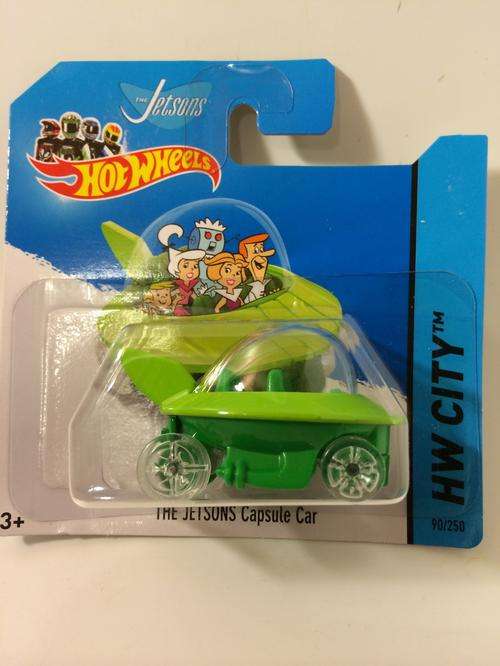 THE Jetsons
HOT WHEELS
HW CITY™
90/250
THE JETSONS Capsule Car
3+